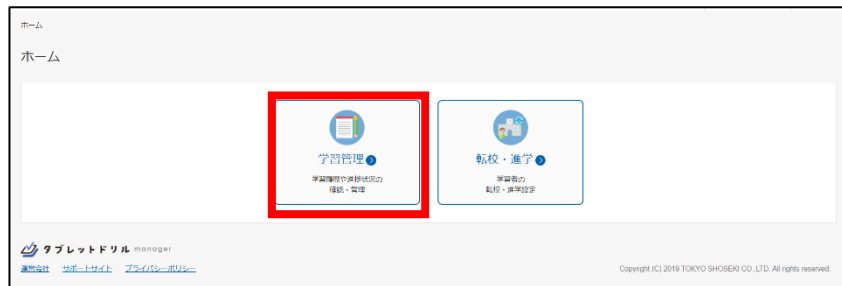 ホーム
ホーム
学習管理
学習履歴や進捗状況の
確認・管理
転校・進学
学習者の
転校・進学設定
タブレットドリル manager
運営会社 サポートサイト プライバシーポリシー
Copyright (C) 2019 TOKYO SHOSEKI CO.,LTD. All rights reserved.